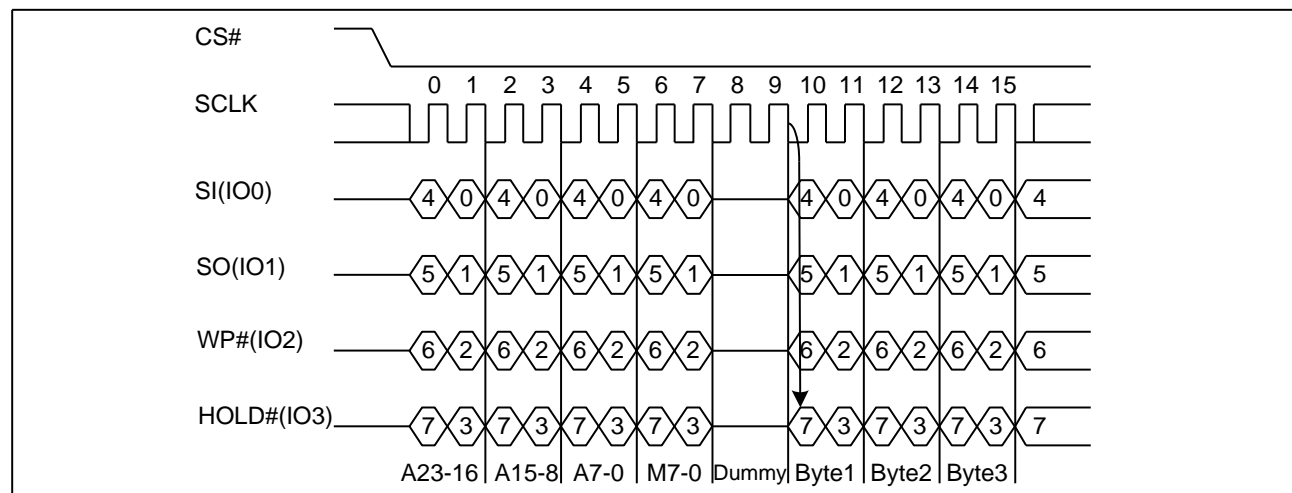 CS#
0 1 2 3 4 5 6 7 8 9 10 11 12 13 14 15
SCLK
SI(IO0) 4 0 4 0 4 0 4 0 4 0 4 0 4 0 4
SO(IO1) 5 1 5 1 5 1 5 1 5 1 5 1 5 1 5
WP#(IO2) 6 2 6 2 6 2 6 2 6 2 6 2 6 2 6
HOLD#(IO3) 7 3 7 3 7 3 7 3 7 3 7 3 7 3 7
A23-16 A15-8 A7-0 M7-0 Dummy Byte1 Byte2 Byte3